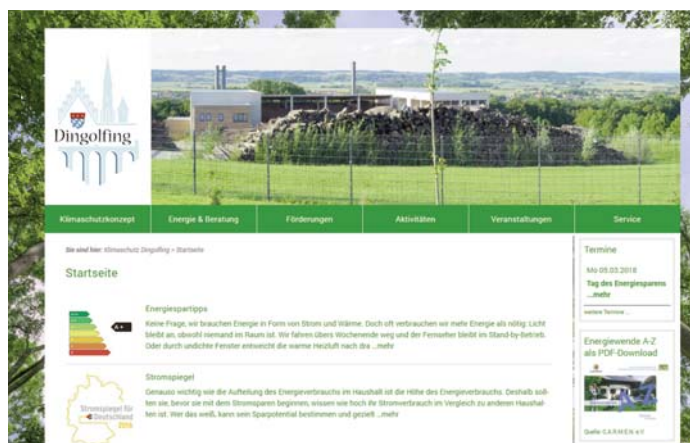 Dingolfing
Klimaschutzkonzept Energie & Beratung Förderungen Aktivitäten Veranstaltungen Service
Sie sind hier: Klimaschutz Dingolfing > Startseite
Startseite
Energiespartipps
Keine Frage, wir brauchen Energie in Form von Strom und Wärme. Doch oft verbrauchen wir mehr Energie als nötig: Licht
bleibt an, obwohl niemand im Raum ist. Wir fahren übers Wochenende weg und der Fernseher bleibt im Stand-by-Betrieb.
Oder durch undichte Fenster entweicht die warme Heizluft nach dra ...mehr
A+
Stromspiegel
Genauso wichtig wie die Aufteilung des Energieverbrauchs im Haushalt ist die Höhe des Energieverbrauchs. Deshalb soll-
ten sie, bevor sie mit dem Stromsparen beginnen, wissen wie hoch ihr Stromverbrauch im Vergleich zu anderen Haushal-
ten ist. Wer das weiß, kann sein Sparpotential bestimmen und gezielt ...mehr
Stromspiegel für
Deutschland
2016
Termine
Mo 05.03.2018
Tag des Energiesparens
...mehr
weitere Termine ...
Energiewende A-Z
als PDF-Download
A-Z
Quelle: C.A.R.M.E.N. e.V.